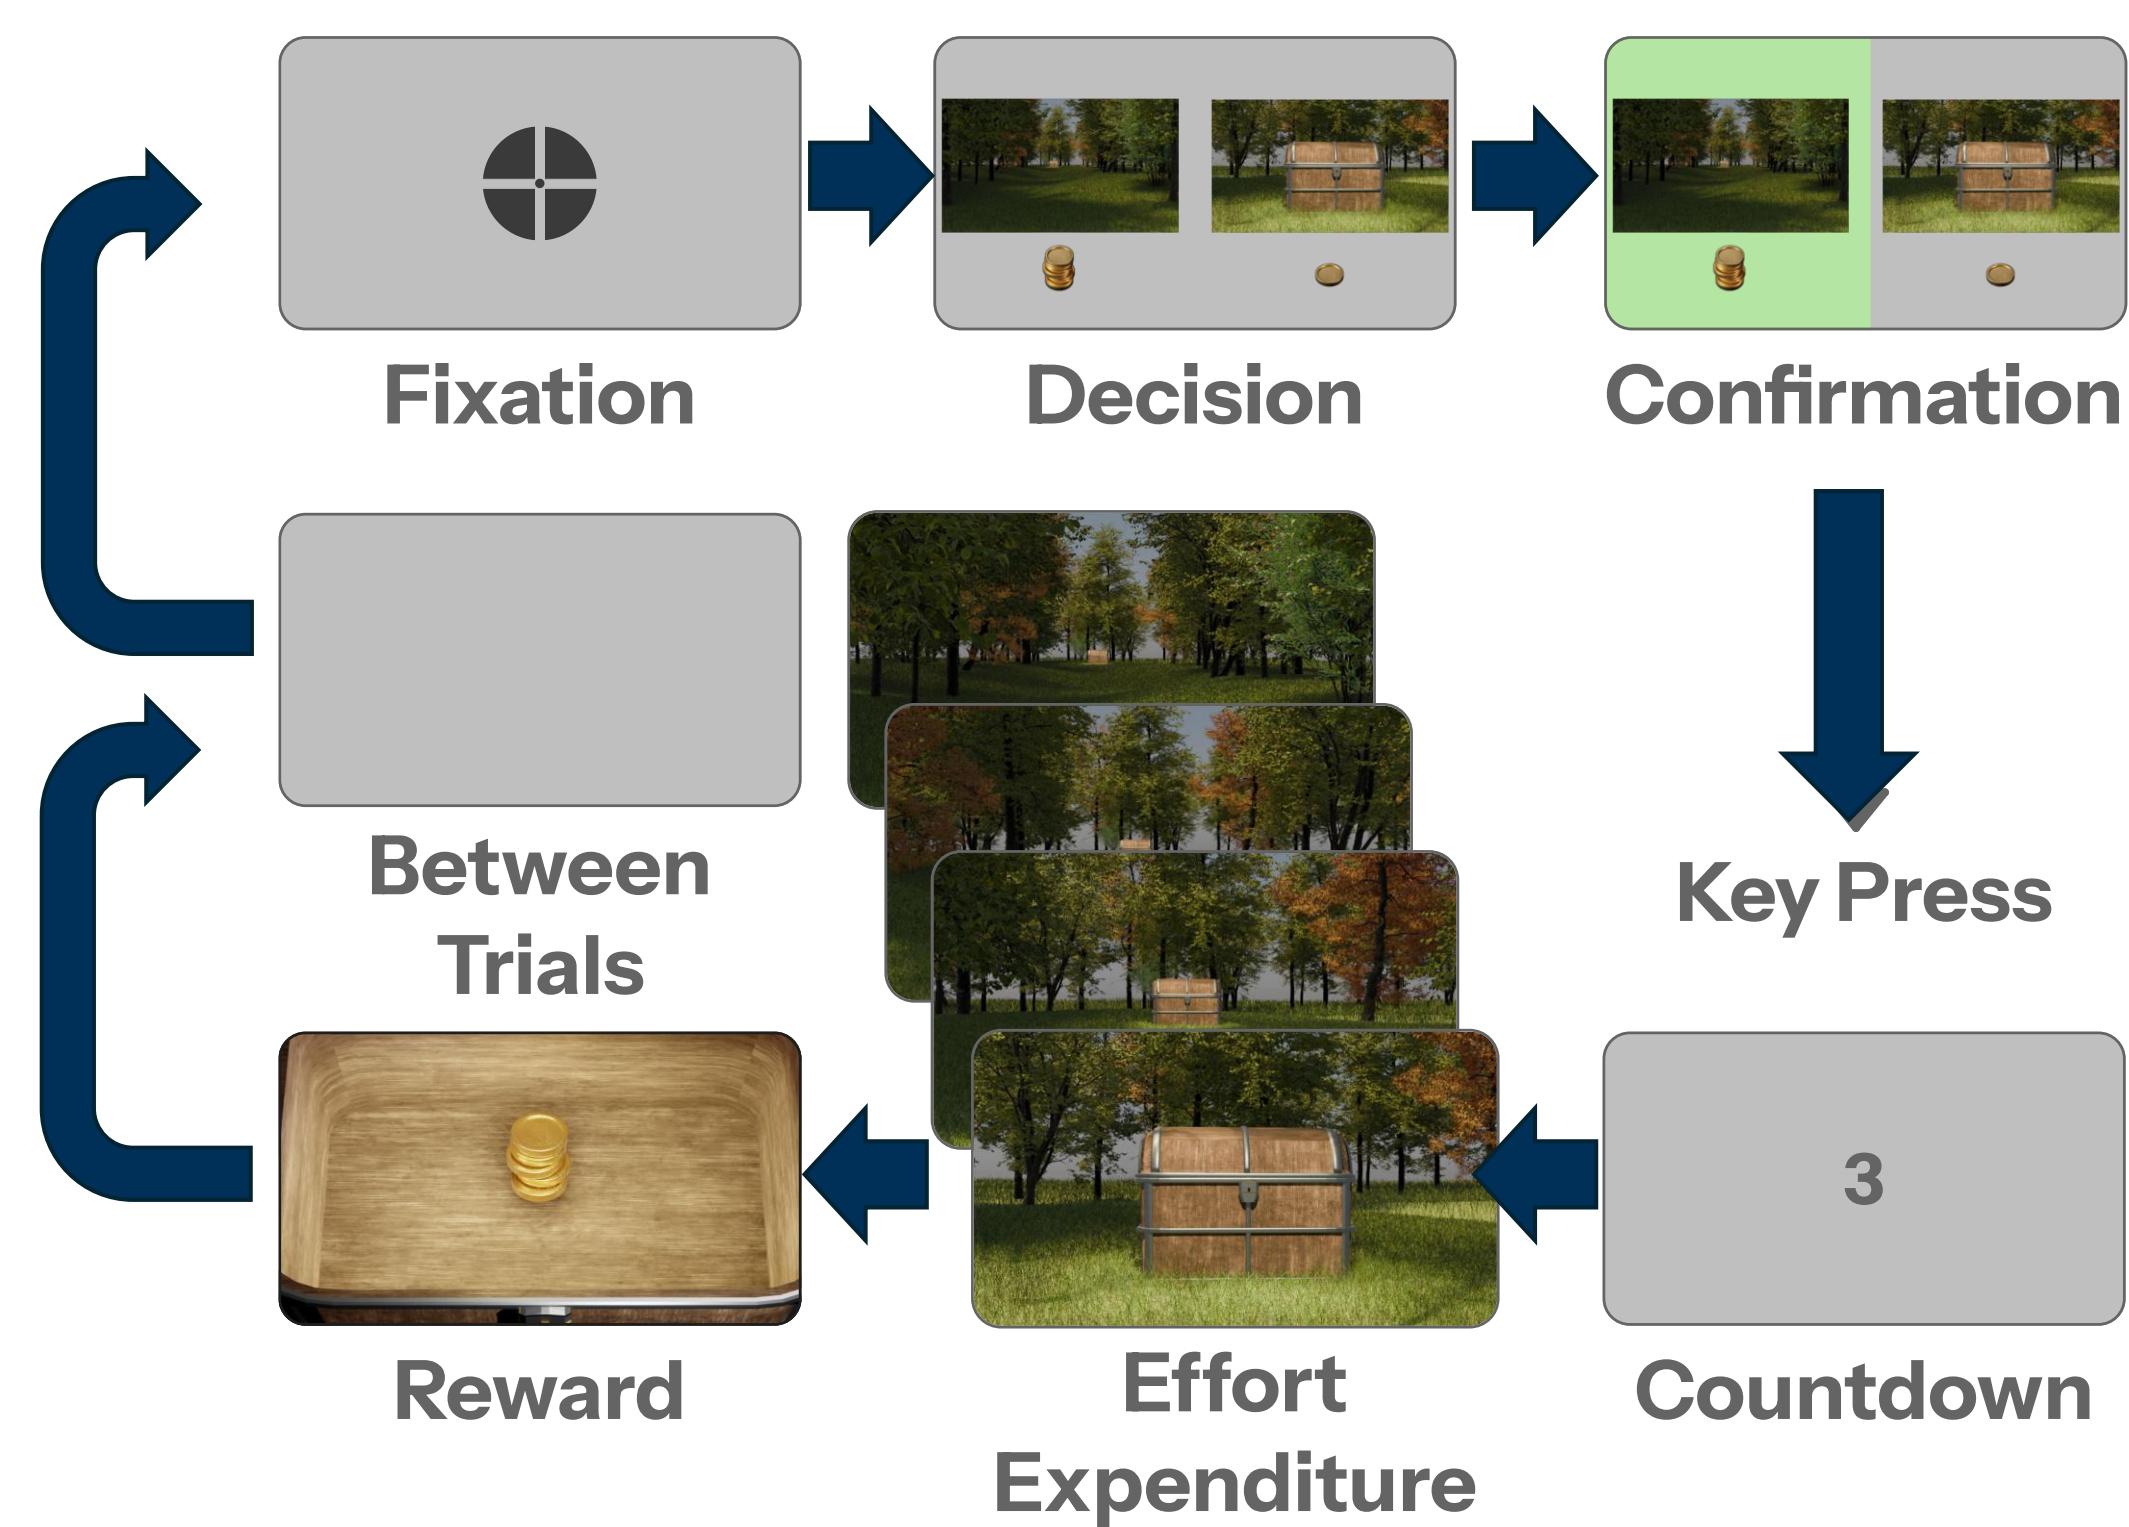 Fixation
Decision
Confirmation
Between
Trials
Key Press
3
Reward
Effort
Expenditure
Countdown